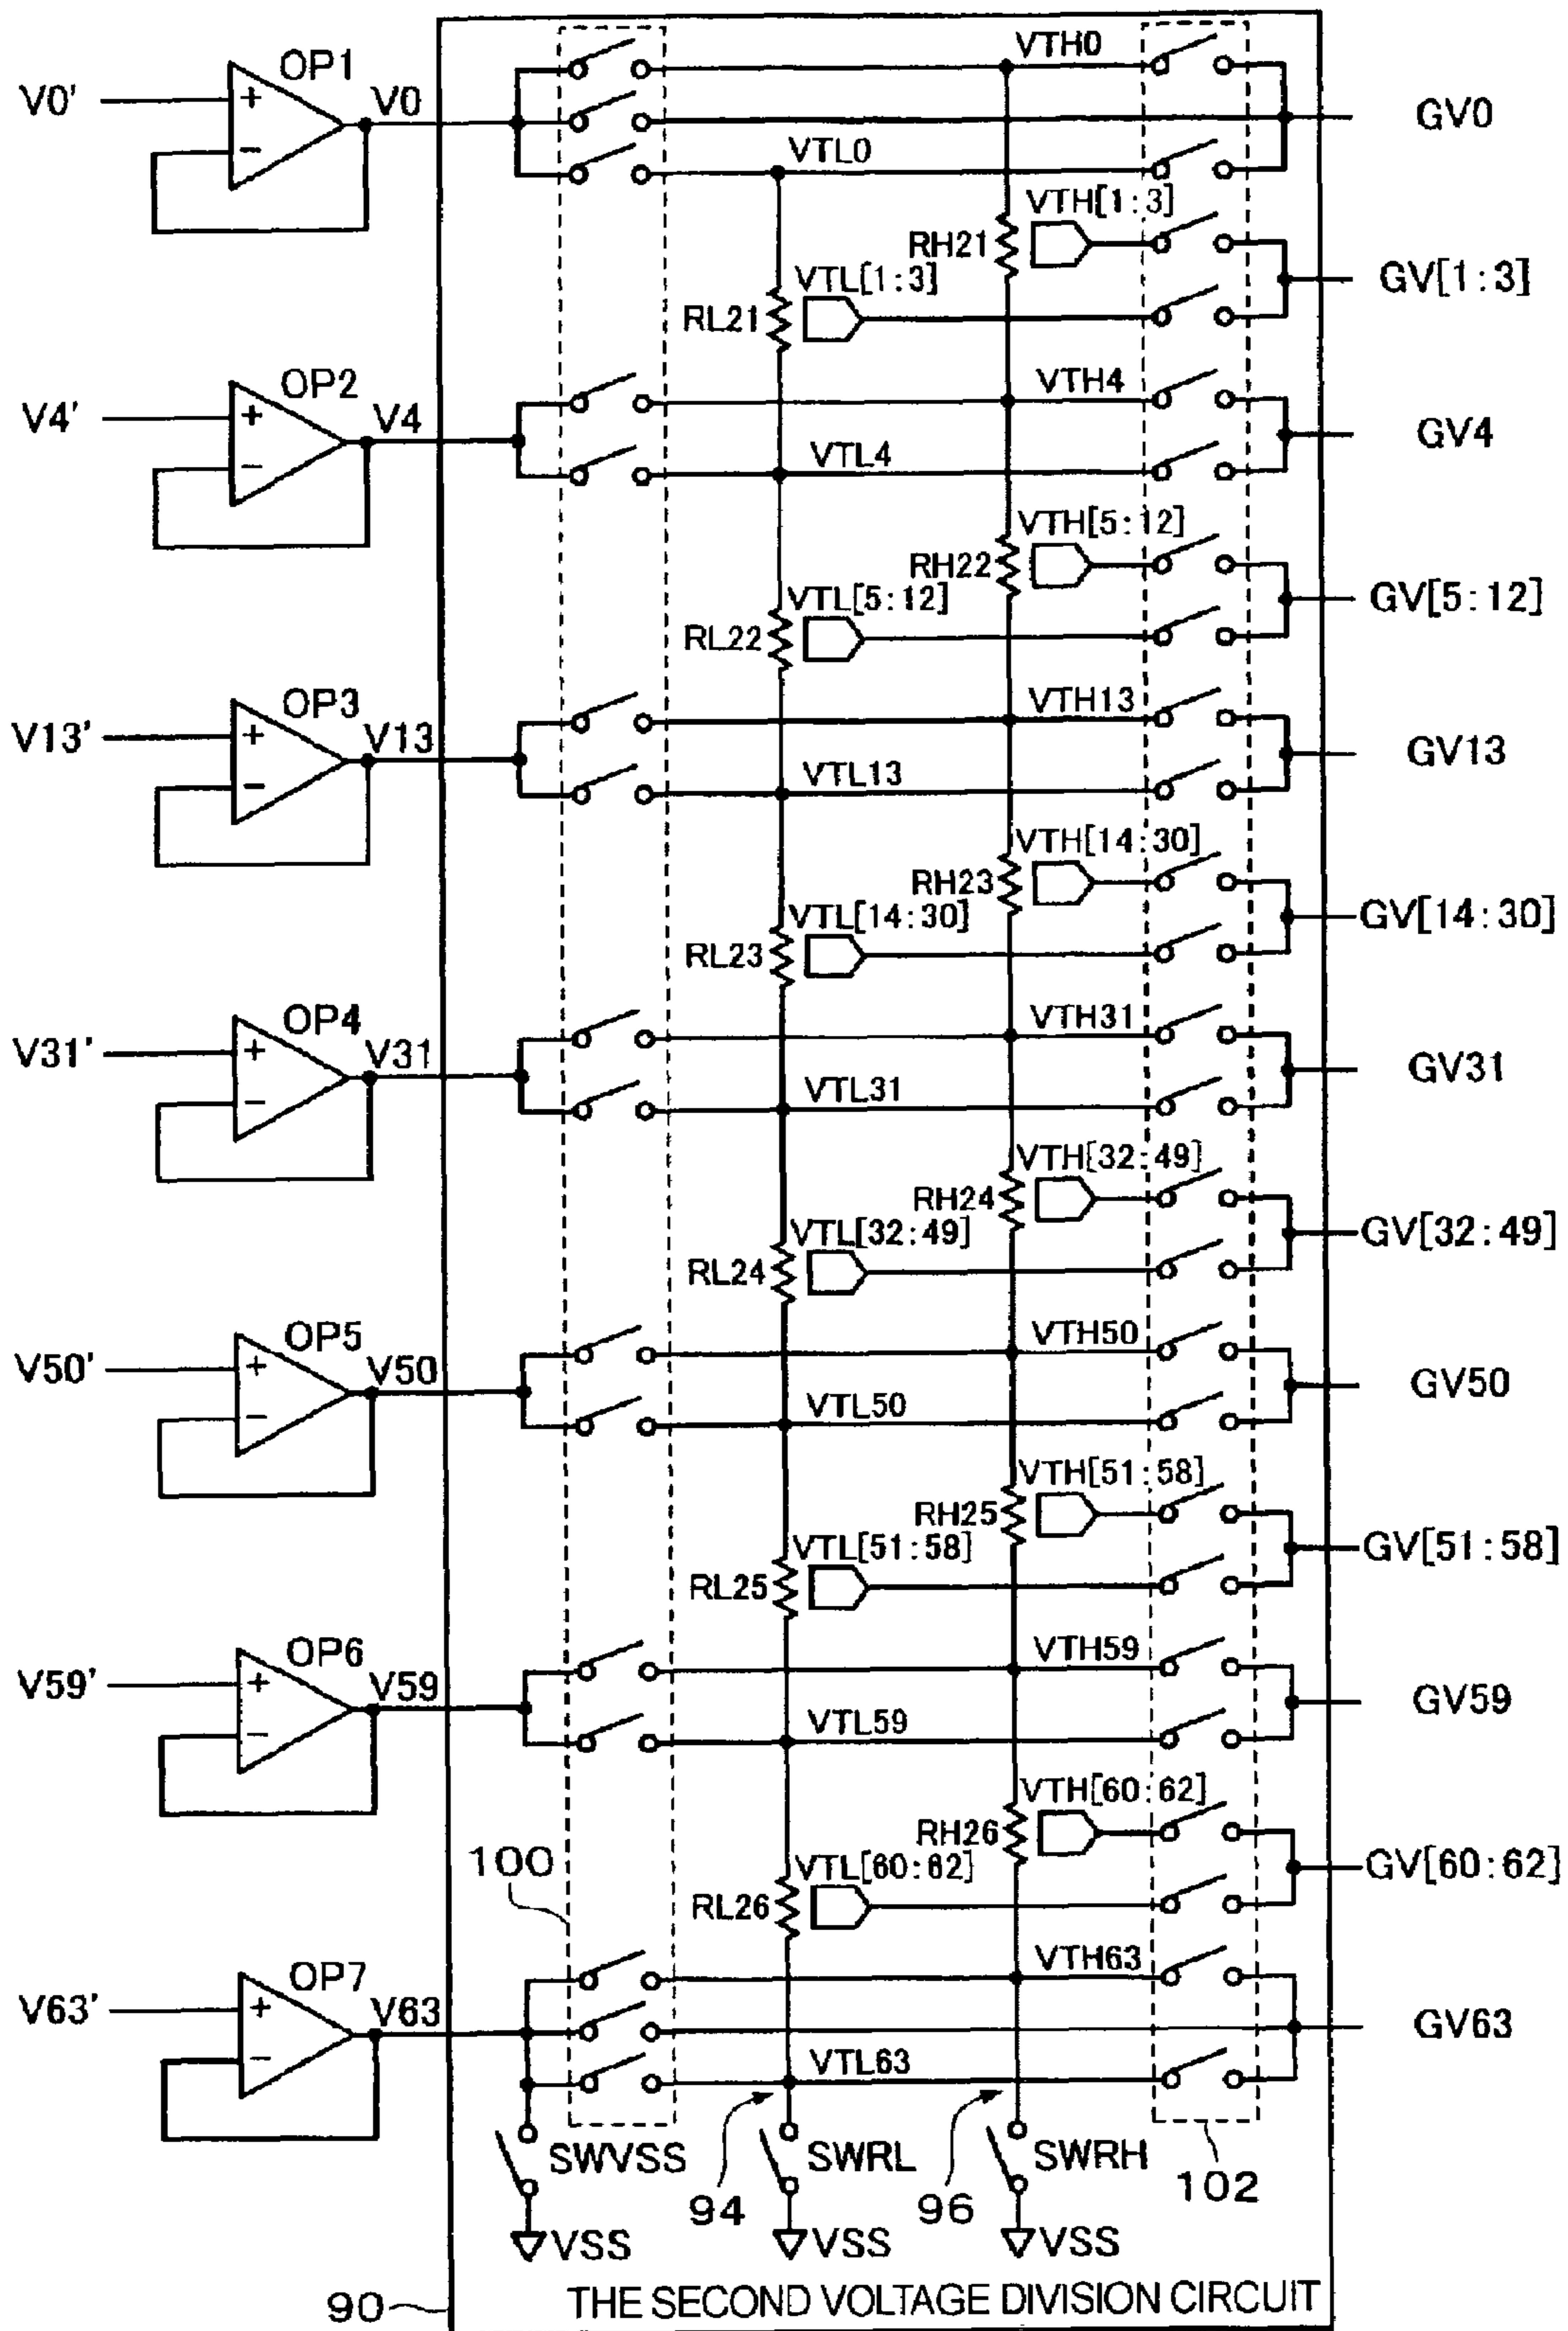 OP1
V0'
+
−
V0
VTH0
GV0
VTL0
VTH[1:3]
RH21
GV[1:3]
VTL[1:3]
RL21
OP2
V4'
+
−
V4
VTH4
GV4
VTL4
VTH[5:12]
RH22
GV[5:12]
VTL[5:12]
RL22
OP3
V13'
+
−
V13
VTH13
GV13
VTL13
VTH[14:30]
RH23
GV[14:30]
VTL[14:30]
RL23
OP4
V31'
+
−
V31
VTH31
GV31
VTL31
VTH[32:49]
RH24
GV[32:49]
VTL[32:49]
RL24
OP5
V50'
+
−
V50
VTH50
GV50
VTL50
VTH[51:58]
RH25
GV[51:58]
VTL[51:58]
RL25
OP6
V59'
+
−
V59
VTH59
GV59
VTL59
VTH[60:62]
RH26
GV[60:62]
100
VTL[60:62]
RL26
OP7
V63'
+
−
V63
VTH63
GV63
VTL63
SWVSS
94
SWRL
96
SWRH
102
VSS
VSS
VSS
90
THE SECOND VOLTAGE DIVISION CIRCUIT